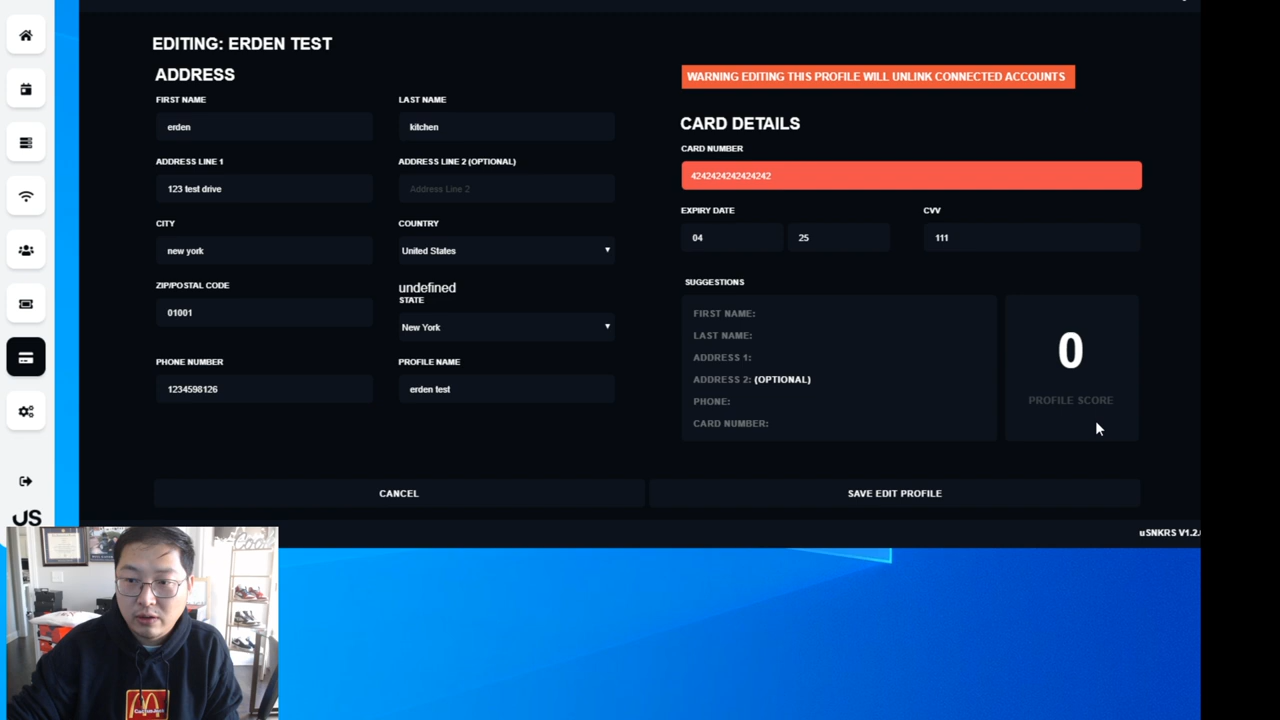 EDITING: ERDEN TEST
ADDRESS
FIRST NAME
LAST NAME
erden
kitchen
ADDRESS LINE 1
ADDRESS LINE 2 (OPTIONAL)
123 test drive
Address Line 2
CITY
COUNTRY
new york
United States
ZIP/POSTAL CODE
undefined
STATE
01001
New York
PHONE NUMBER
PROFILE NAME
1234598126
erden test
WARNING EDITING THIS PROFILE WILL UNLINK CONNECTED ACCOUNTS
CARD DETAILS
CARD NUMBER
4242424242424242
EXPIRY DATE
CVV
04
25
111
SUGGESTIONS
FIRST NAME:
LAST NAME:
ADDRESS 1:
ADDRESS 2: (OPTIONAL)
PHONE:
CARD NUMBER:
0
PROFILE SCORE
CANCEL
SAVE EDIT PROFILE
US
uSNKRS V1.2.